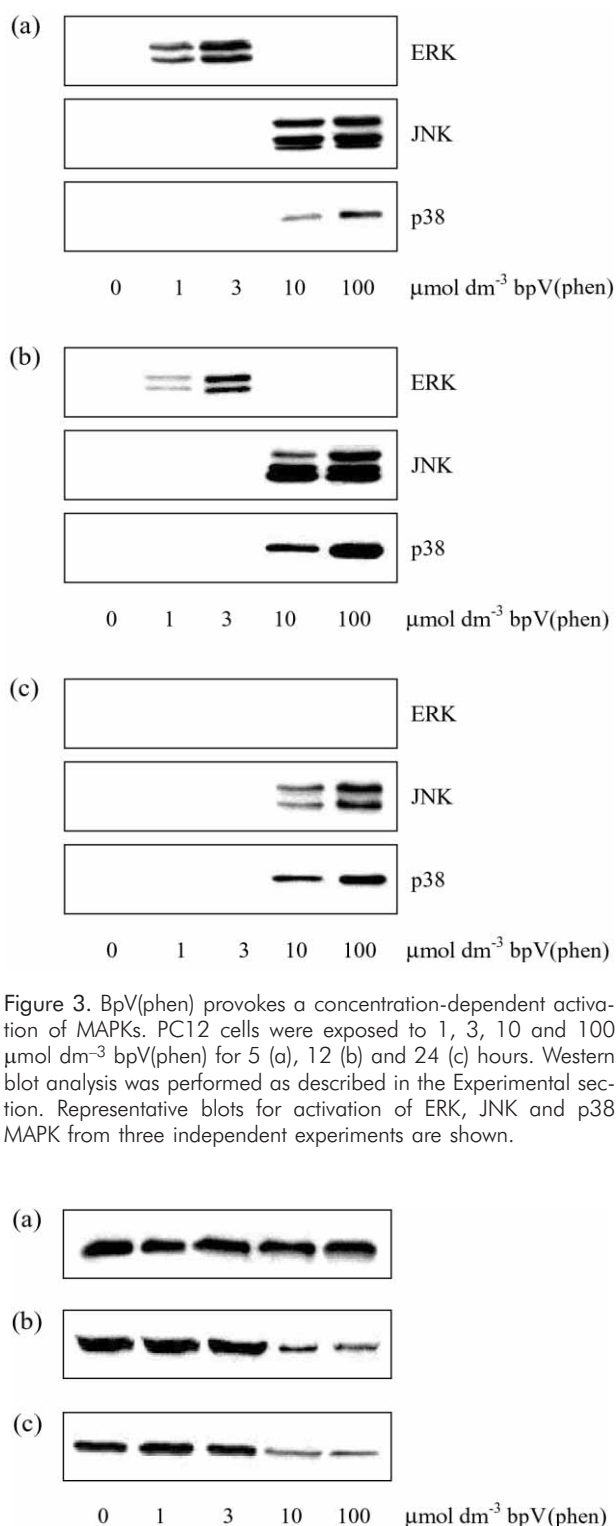 (a)
ERK
JNK
p38
0 1 3 10 100 μmol dm⁻³ bpV(phen)
(b)
ERK
JNK
p38
0 1 3 10 100 μmol dm⁻³ bpV(phen)
(c)
ERK
JNK
p38
0 1 3 10 100 μmol dm⁻³ bpV(phen)
Figure 3. BpV(phen) provokes a concentration-dependent activa-
tion of MAPKs. PC12 cells were exposed to 1, 3, 10 and 100
μmol dm⁻³ bpV(phen) for 5 (a), 12 (b) and 24 (c) hours. Western
blot analysis was performed as described in the Experimental sec-
tion. Representative blots for activation of ERK, JNK and p38
MAPK from three independent experiments are shown.
(a)
(b)
(c)
0 1 3 10 100 μmol dm⁻³ bpV(phen)